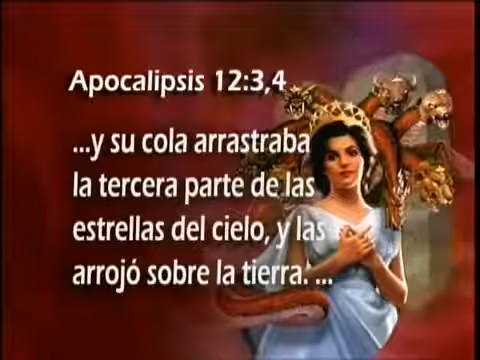 Apocalipsis 12:3,4
...y su cola arrastraba
la tercera parte de las
estrellas del cielo, y las
arrojó sobre la tierra. ...